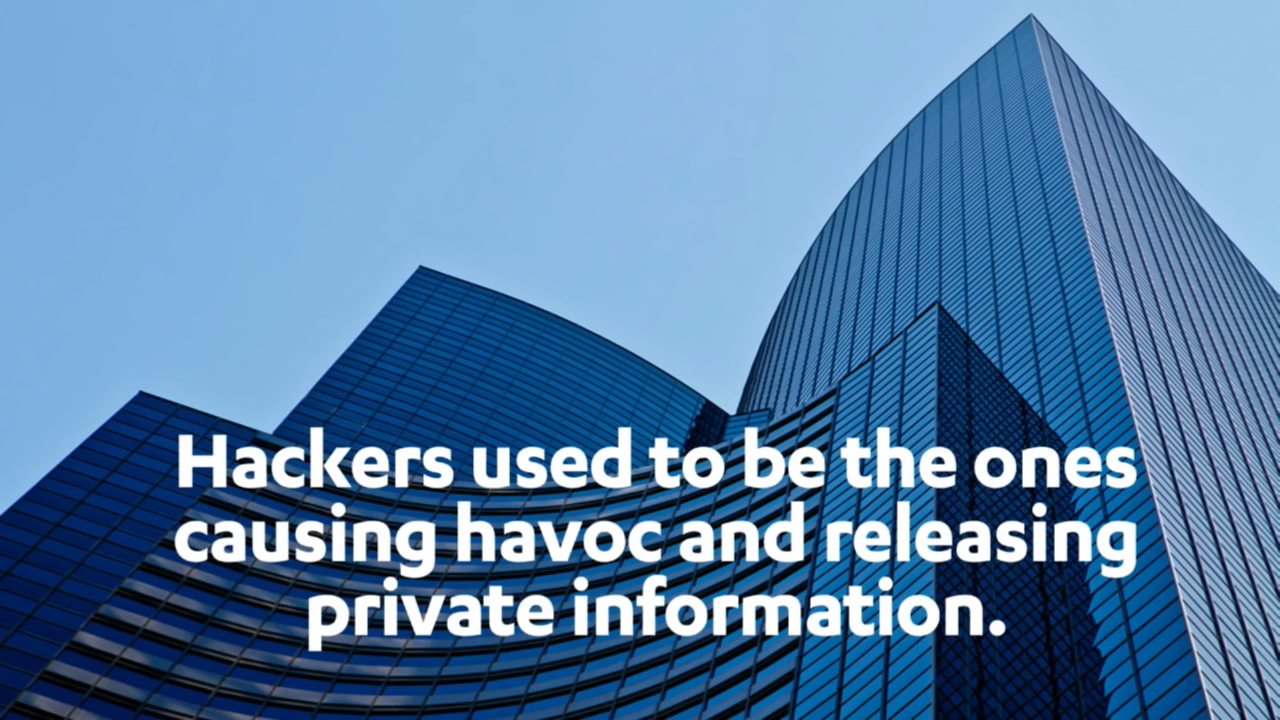 Hackers used to be the ones
causing havoc and releasing
private information.